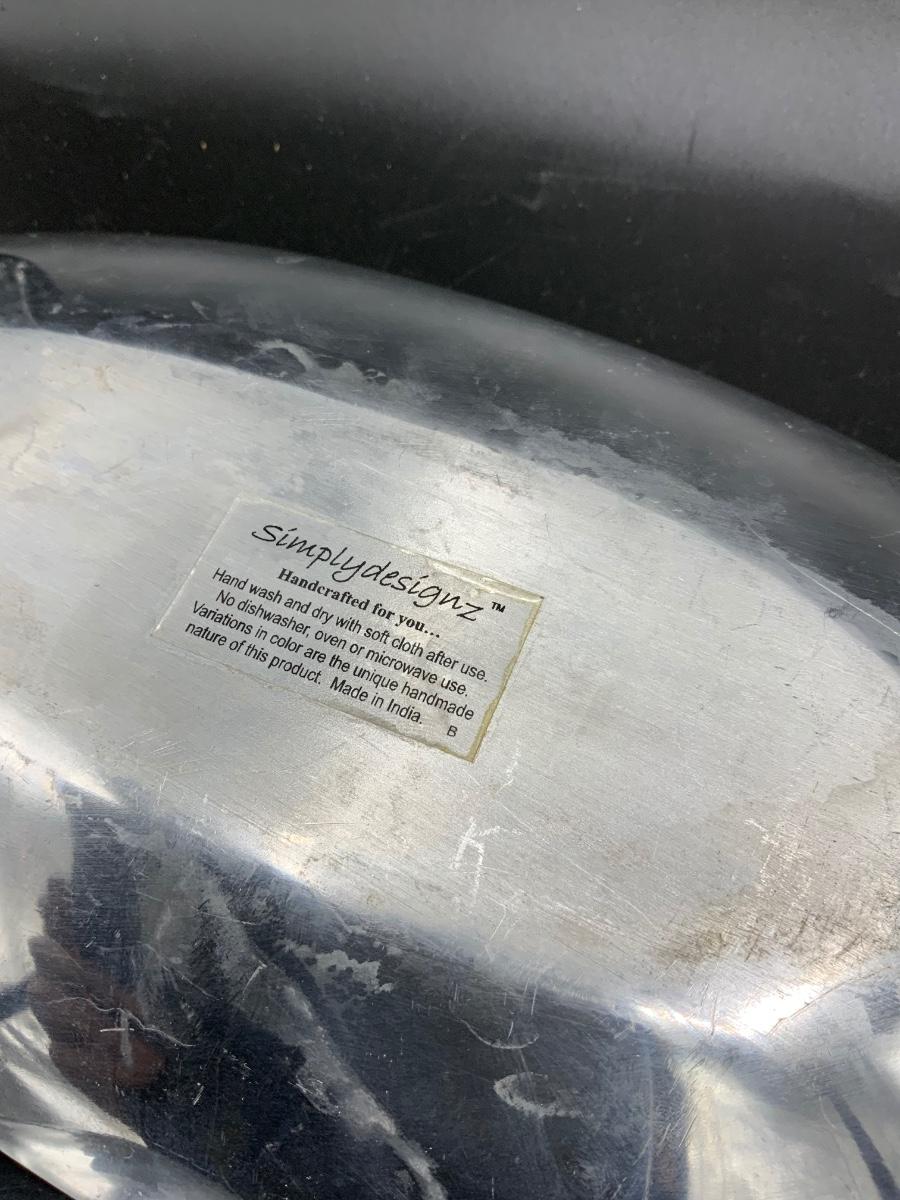 Simplydesignz™
Handcrafted for you...
Hand wash and dry with soft cloth after use.
No dishwasher, oven or microwave use.
Variations in color are the unique handmade
nature of this product. Made in India.
B